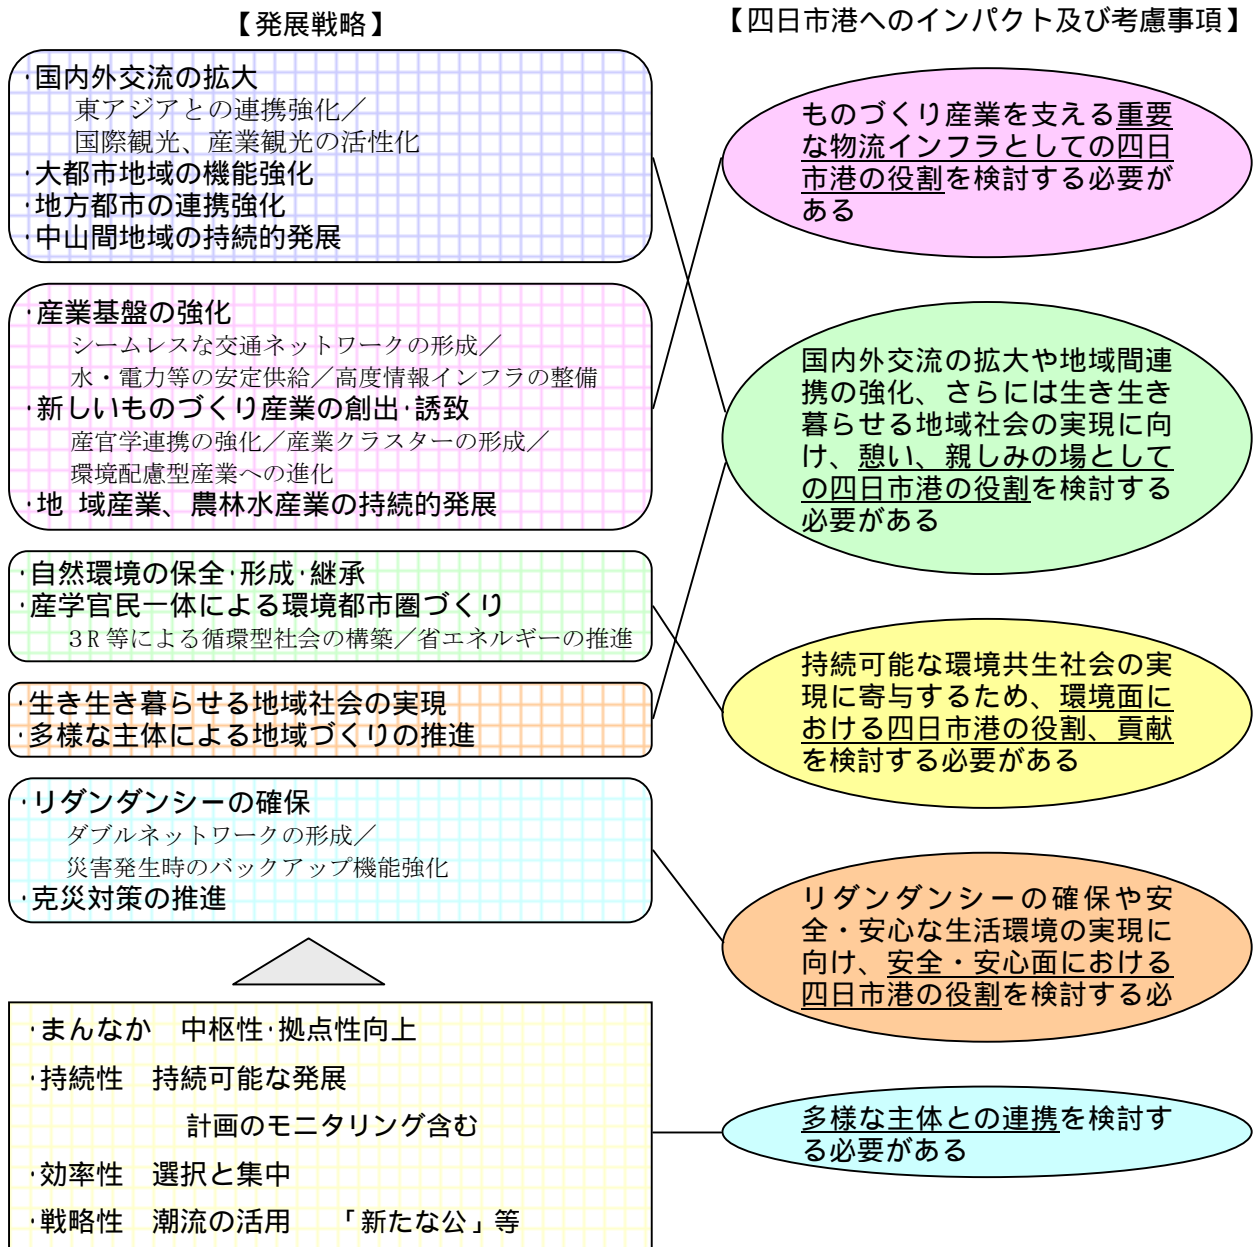 【発展戦略】
・国内外交流の拡大
東アジアとの連携強化／
国際観光、産業観光の活性化
・大都市地域の機能強化
・地方都市の連携強化
・中山間地域の持続的発展
・産業基盤の強化
シームレスな交通ネットワークの形成／
水・電力等の安定供給／高度情報インフラの整備
・新しいものづくり産業の創出・誘致
産官学連携の強化／産業クラスターの形成／
環境配慮型産業への進化
・地 域産業、農林水産業の持続的発展
・自然環境の保全・形成・継承
・産学官民一体による環境都市圏づくり
3R 等による循環型社会の構築／省エネルギーの推進
・生き生き暮らせる地域社会の実現
・多様な主体による地域づくりの推進
・リダンダンシーの確保
ダブルネットワークの形成／
災害発生時のバックアップ機能強化
・克災対策の推進
・まんなか　中枢性・拠点性向上
・持続性　持続可能な発展
計画のモニタリング含む
・効率性　選択と集中
・戦略性　潮流の活用　「新たな公」等
【四日市港へのインパクト及び考慮事項】
ものづくり産業を支える重要
な物流インフラとしての四日
市港の役割を検討する必要が
ある
国内外交流の拡大や地域間連
携の強化、さらには生き生き
暮らせる地域社会の実現に向
け、憩い、親しみの場として
の四日市港の役割を検討する
必要がある
持続可能な環境共生社会の実
現に寄与するため、環境面に
おける四日市港の役割、貢献
を検討する必要がある
リダンダンシーの確保や安
全・安心な生活環境の実現に
向け、安全・安心面における
四日市港の役割を検討する必
多様な主体との連携を検討す
る必要がある